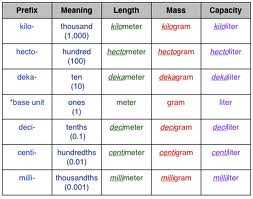 Prefix Meaning Length Mass Capacity
kilo- thousand (1,000) kilometer kilogram kiloliter
hecto- hundred (100) hectometer hectogram hectoliter
deka- ten (10) dekameter dekagram dekaliter
*base unit ones (1) meter gram liter
deci- tenths (0.1) decimeter decigram deciliter
centi- hundredths (0.01) centimeter centigram centiliter
milli- thousandths (0.001) millimeter milligram milliliter